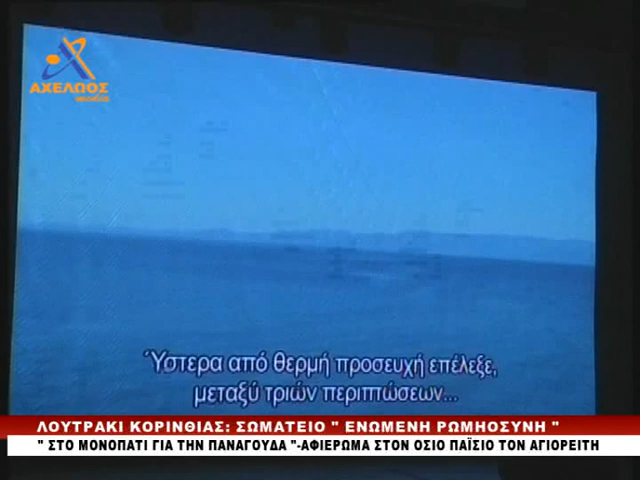 ΑΧΕΛΩΟΣ
Ύστερα από θερμή προσευχή επέλεξε,
μεταξύ τριών περιπτώσεων...
ΛΟΥΤΡΑΚΙ ΚΟΡΙΝΘΙΑΣ: ΣΩΜΑΤΕΙΟ " ΕΝΩΜΕΝΗ ΡΩΜΗΟΣΥΝΗ "
" ΣΤΟ ΜΟΝΟΠΑΤΙ ΓΙΑ ΤΗΝ ΠΑΝΑΓΟΥΔΑ "-ΑΦΙΕΡΩΜΑ ΣΤΟΝ ΟΣΙΟ ΠΑΪΣΙΟ ΤΟΝ ΑΓΙΟΡΕΙΤΗ